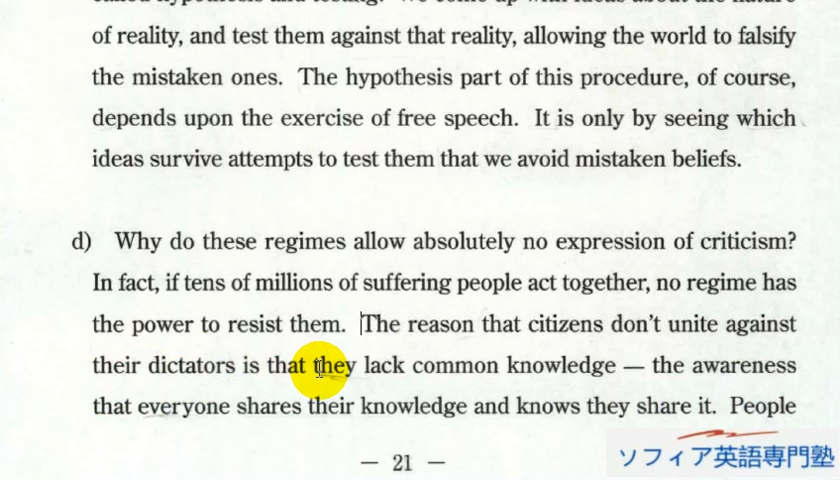 of reality, and test them against that reality, allowing the world to falsify
the mistaken ones. The hypothesis part of this procedure, of course,
depends upon the exercise of free speech. It is only by seeing which
ideas survive attempts to test them that we avoid mistaken beliefs.
d) Why do these regimes allow absolutely no expression of criticism?
In fact, if tens of millions of suffering people act together, no regime has
the power to resist them. The reason that citizens don't unite against
their dictators is that they lack common knowledge — the awareness
that everyone shares their knowledge and knows they share it. People
— 21 —
ソフィア英語専門塾